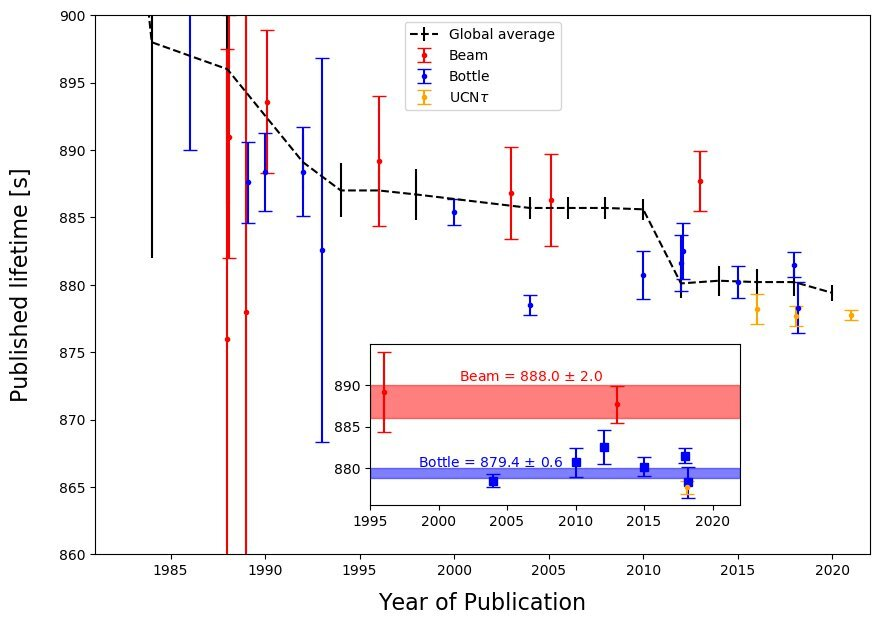 900
895
890
885
880
875
870
865
860
Published lifetime [s]
Global average
Beam
Bottle
UCNτ
890
885
880
Beam = 888.0 ± 2.0
Bottle = 879.4 ± 0.6
1995 2000 2005 2010 2015 2020
1985 1990 1995 2000 2005 2010 2015 2020
Year of Publication